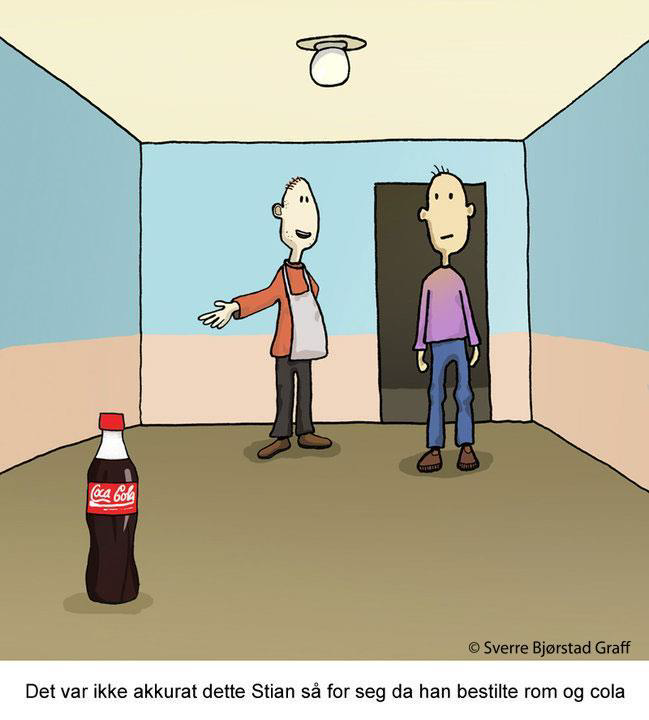 Coca Cola
© Sverre Bjørstad Graff
Det var ikke akkurat dette Stian så for seg da han bestilte rom og cola